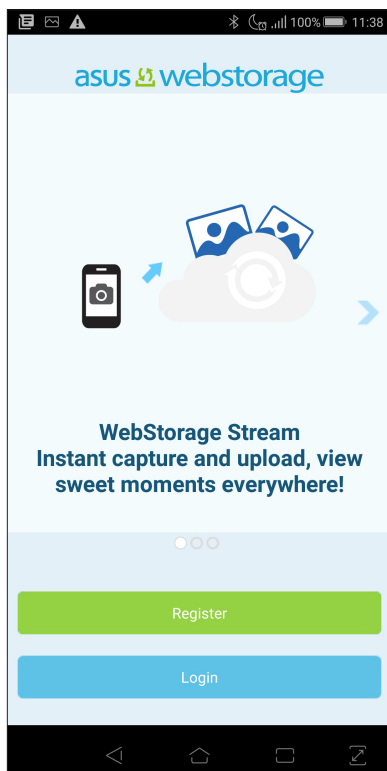 100% 11:38
asus webstorage
WebStorage Stream
Instant capture and upload, view
sweet moments everywhere!
Register
Login